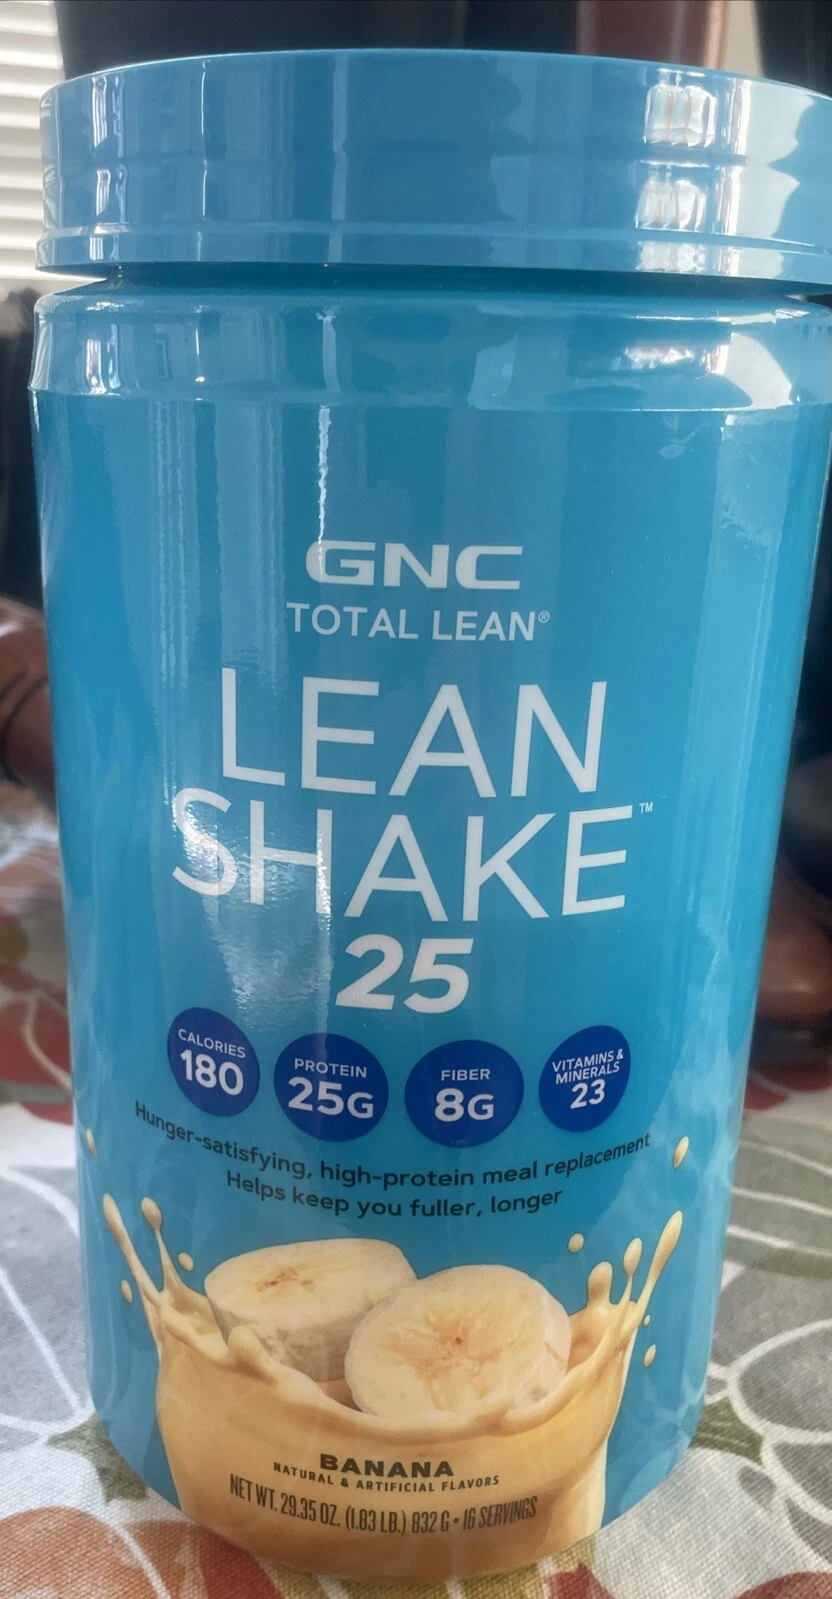 GNC
TOTAL LEAN®
LEAN
SHAKE™
25
CALORIES
180
PROTEIN
25G
FIBER
8G
VITAMINS &
MINERALS
23
Hunger-satisfying, high-protein meal replacement
Helps keep you fuller, longer
BANANA
NATURAL & ARTIFICIAL FLAVORS
NET WT. 29.35 OZ. (1.83 LB.) 832 G • 16 SERVINGS